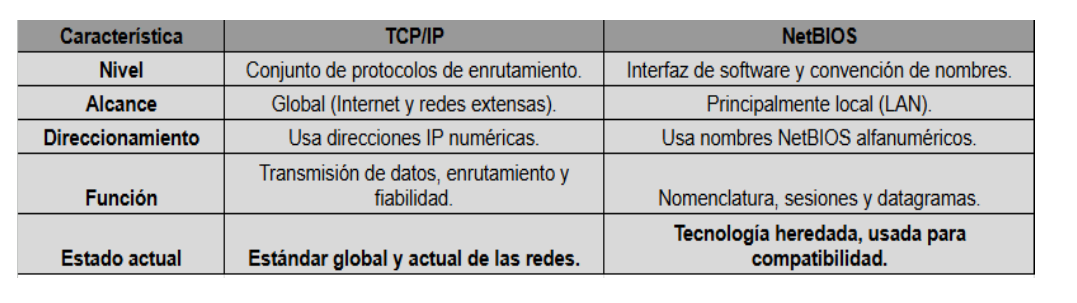 Característica TCP/IP NetBIOS
Nivel Conjunto de protocolos de enrutamiento. Interfaz de software y convención de nombres.
Alcance Global (Internet y redes extensas). Principalmente local (LAN).
Direccionamiento Usa direcciones IP numéricas. Usa nombres NetBIOS alfanuméricos.
Función Transmisión de datos, enrutamiento y
fiabilidad. Nomenclatura, sesiones y datagramas.
Estado actual Estándar global y actual de las redes. Tecnología heredada, usada para
compatibilidad.